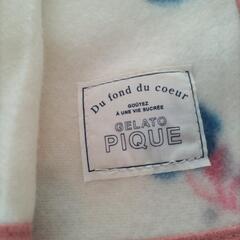 Du fond du coeur
GOÛTEZ
À UNE VIE SUCRÉE
GELATO
PIQUE